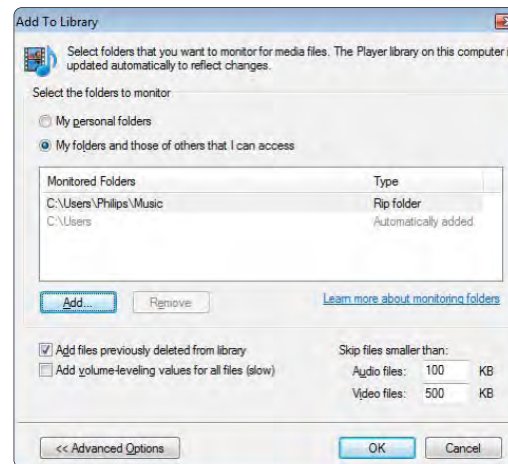 Add To Library
Select folders that you want to monitor for media files. The Player library on this computer
updated automatically to reflect changes.
Select the folders to monitor
My personal folders
My folders and those of others that I can access
Monitored Folders Type
C:\Users\Philips\Music Rip folder
C:\Users Automatically added
Add... Remove Learn more about monitoring folders
Add files previously deleted from library Skip files smaller than:
Add volume-leveling values for all files (slow) Audio files: 100 KB
Video files: 500 KB
<< Advanced Options OK Cancel